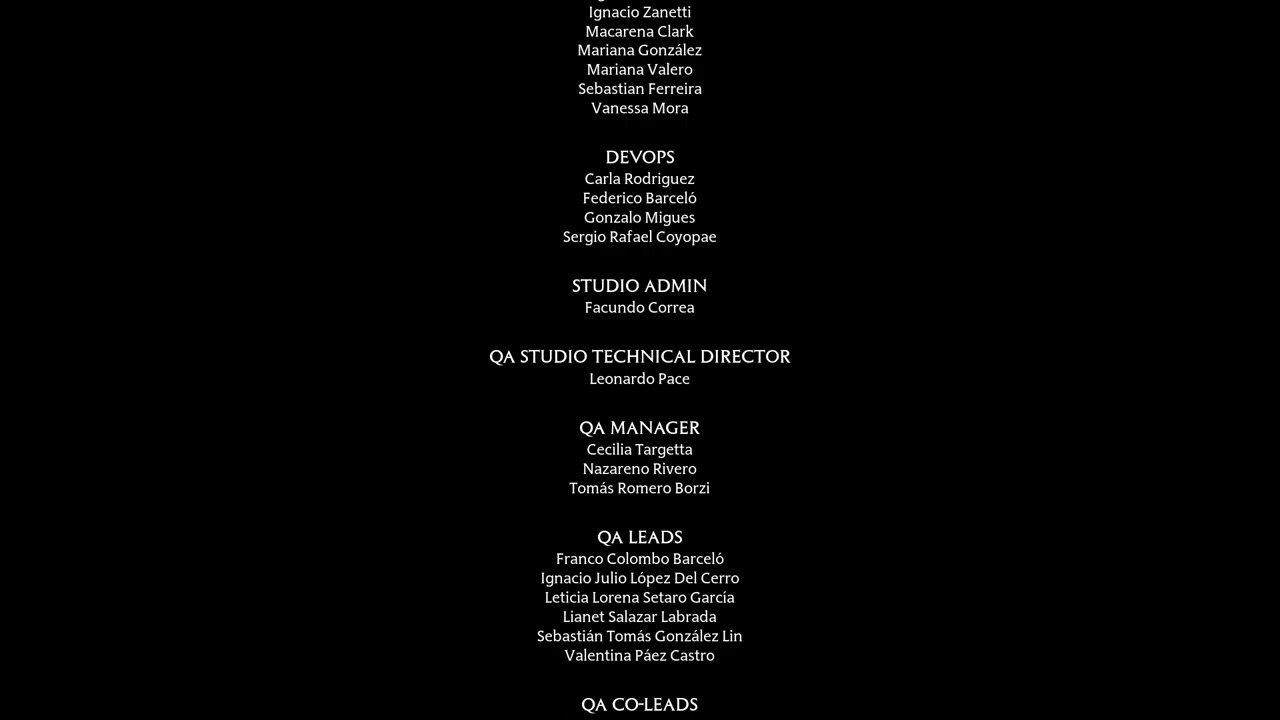 Ignacio Zanetti
Macarena Clark
Mariana González
Mariana Valero
Sebastian Ferreira
Vanessa Mora
DEVOPS
Carla Rodriguez
Federico Barceló
Gonzalo Migues
Sergio Rafael Coyopae
STUDIO ADMIN
Facundo Correa
QA STUDIO TECHNICAL DIRECTOR
Leonardo Pace
QA MANAGER
Cecilia Targetta
Nazareno Rivero
Tomás Romero Borzi
QA LEADS
Franco Colombo Barceló
Ignacio Julio López Del Cerro
Leticia Lorena Setaro García
Lianet Salazar Labrada
Sebastián Tomás González Lin
Valentina Páez Castro
QA CO-LEADS